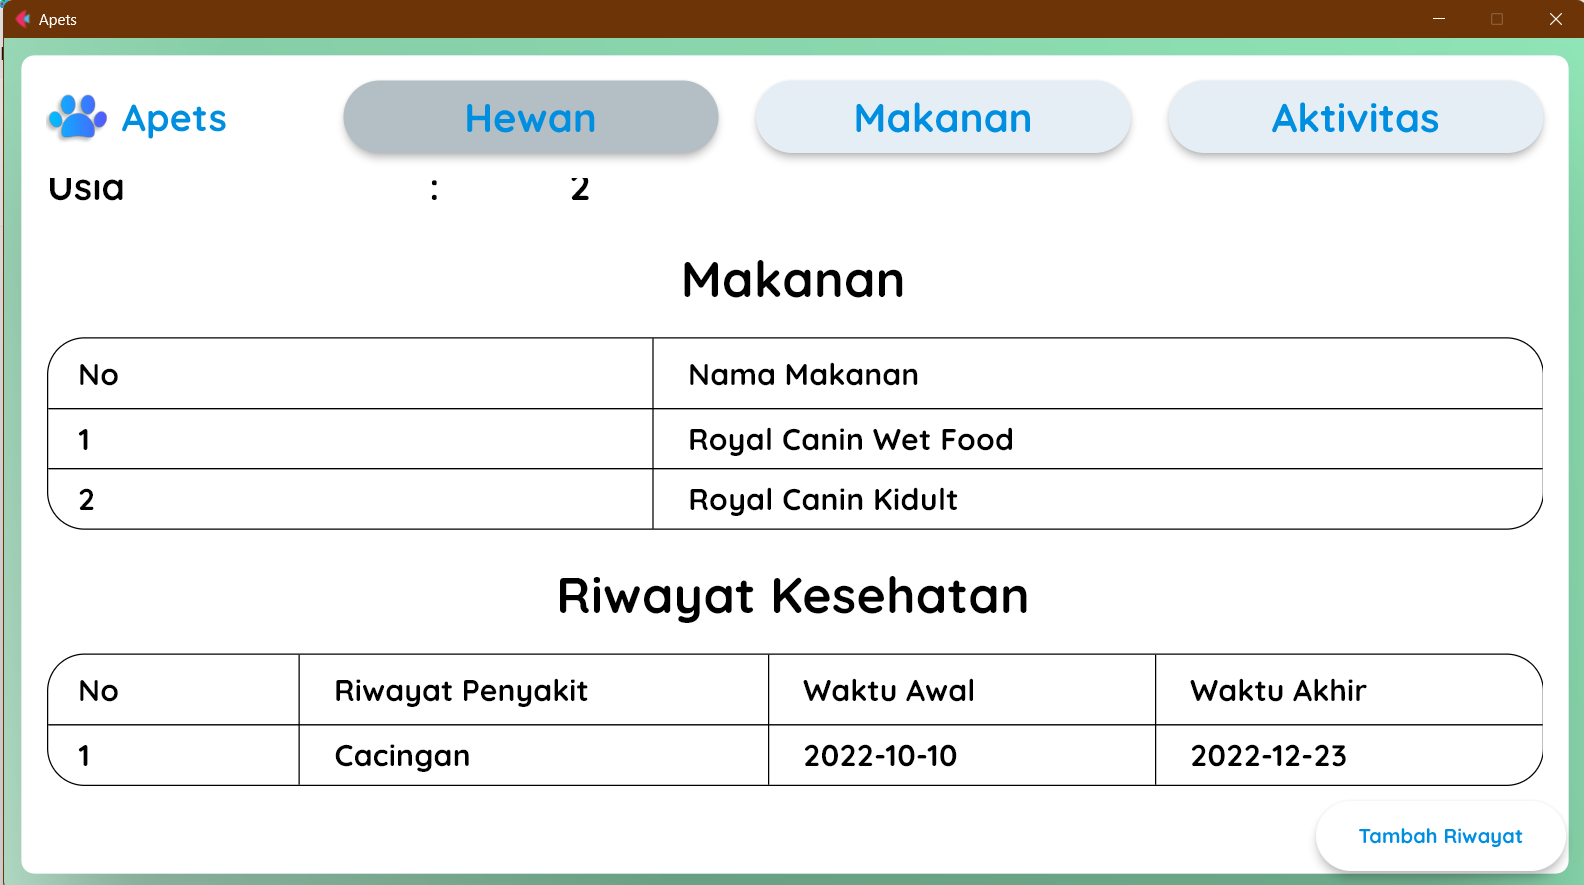 Apets
Apets Hewan Makanan Aktivitas
Usia : 2
Makanan
No Nama Makanan
1 Royal Canin Wet Food
2 Royal Canin Kidult
Riwayat Kesehatan
No Riwayat Penyakit Waktu Awal Waktu Akhir
1 Cacingan 2022-10-10 2022-12-23
Tambah Riwayat